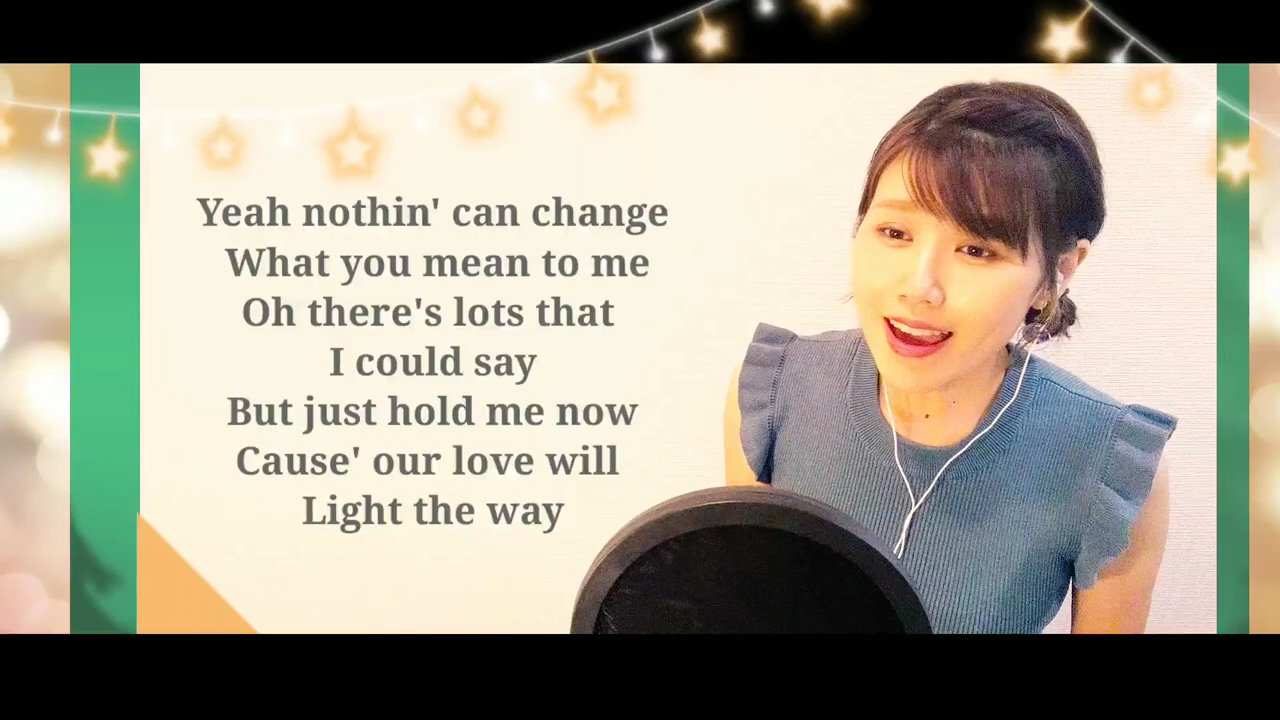 Yeah nothin' can change
What you mean to me
Oh there's lots that
I could say
But just hold me now
Cause' our love will
Light the way